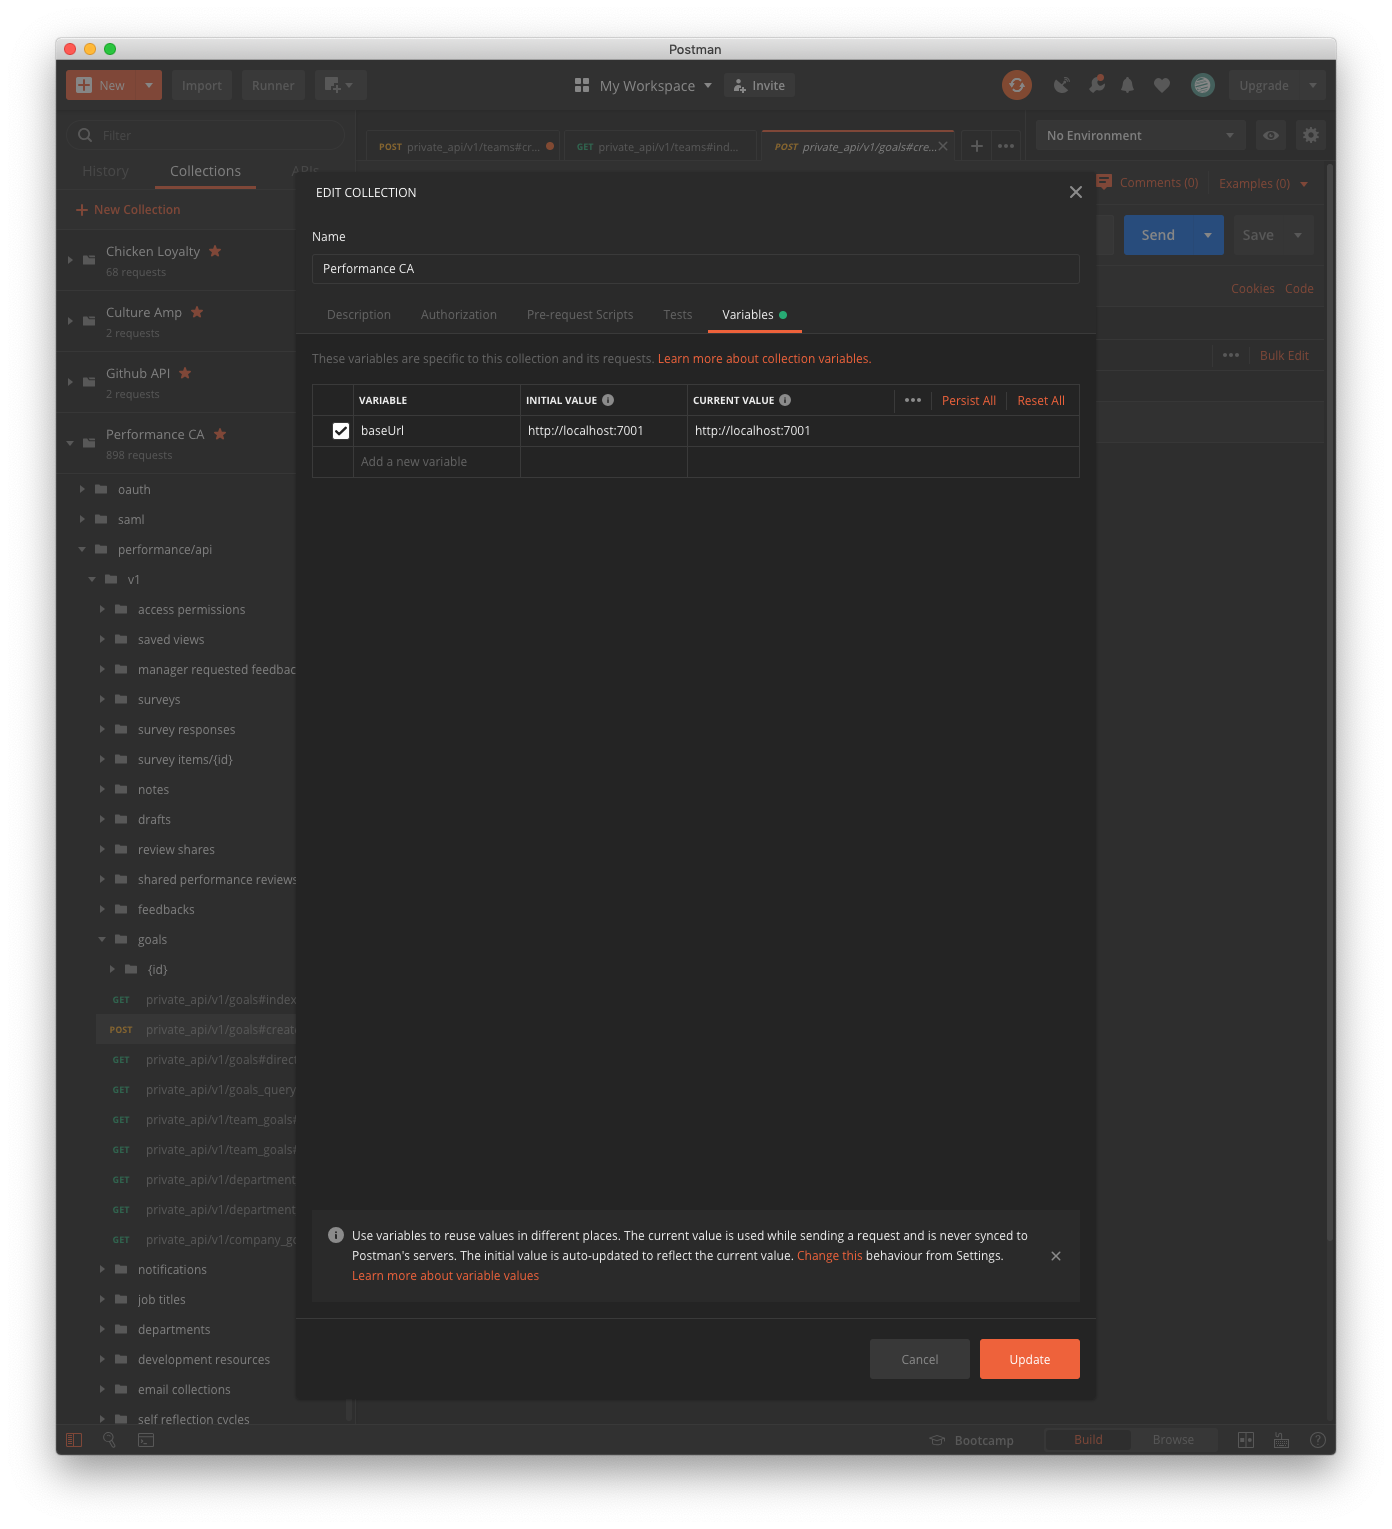 Postman
New
Import
Runner
My Workspace
Invite
Upgrade
Filter
History
Collections
APIs
New Collection
Chicken Loyalty
68 requests
Culture Amp
2 requests
Github API
2 requests
Performance CA
898 requests
oauth
saml
performance/api
v1
access permissions
saved views
manager requested feedbac
surveys
survey responses
survey items/{id}
notes
drafts
review shares
shared performance reviews
feedbacks
goals
{id}
GET private_api/v1/goals#index
POST private_api/v1/goals#creat
GET private_api/v1/goals#direct
GET private_api/v1/goals_query
GET private_api/v1/team_goals#
GET private_api/v1/team_goals#
GET private_api/v1/department
GET private_api/v1/department
GET private_api/v1/company_go
notifications
job titles
departments
development resources
email collections
self reflection cycles
POST private_api/v1/teams#cr...
GET private_api/v1/teams#ind...
POST private_api/v1/goals#cre...
No Environment
Comments (0)
Examples (0)
Send
Save
Cookies Code
Bulk Edit
EDIT COLLECTION
Name
Performance CA
Description Authorization Pre-request Scripts Tests Variables
These variables are specific to this collection and its requests. Learn more about collection variables.
VARIABLE INITIAL VALUE CURRENT VALUE Persist All Reset All
baseUrl http://localhost:7001 http://localhost:7001
Add a new variable
Use variables to reuse values in different places. The current value is used while sending a request and is never synced to
Postman's servers. The initial value is auto-updated to reflect the current value. Change this behaviour from Settings.
Learn more about variable values
Cancel
Update
Bootcamp
Build
Browse